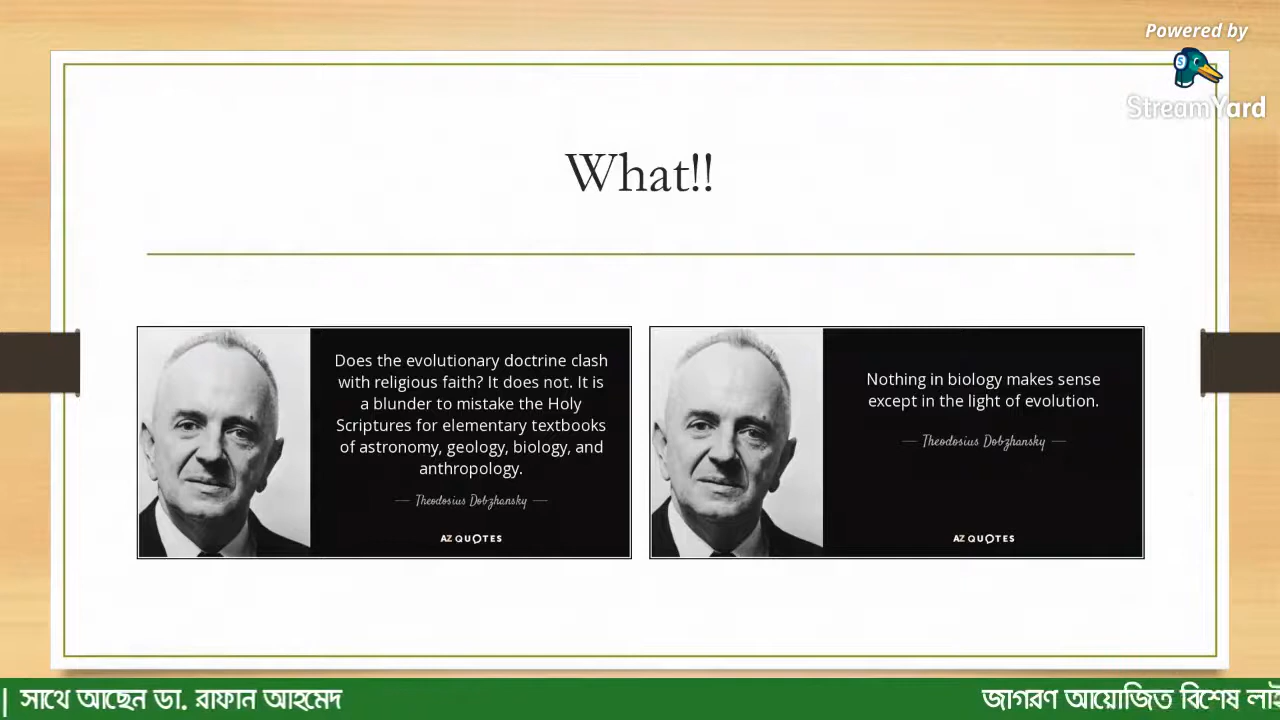 Powered by
StreamYard
What!!
Does the evolutionary doctrine clash
with religious faith? It does not. It is
a blunder to mistake the Holy
Scriptures for elementary textbooks
of astronomy, geology, biology, and
anthropology.
— Theodosius Dobzhansky —
AZ QUOTES
Nothing in biology makes sense
except in the light of evolution.
— Theodosius Dobzhansky —
AZ QUOTES
| সাথে আছেন ডা. রাফান আহমেদ
জাগরণ আয়োজিত বিশেষ লাই